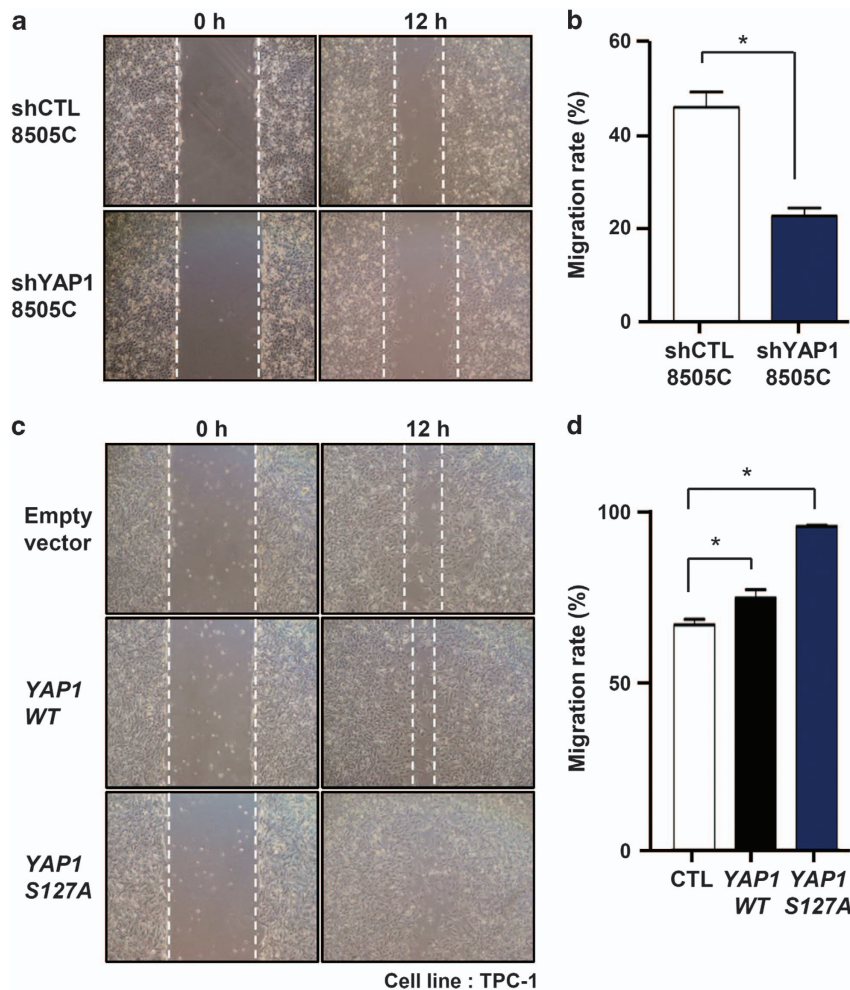 a
0 h
12 h
shCTL
8505C
shYAP1
8505C
b
60
40
20
0
Migration rate (%)
*
shCTL
8505C
shYAP1
8505C
c
0 h
12 h
Empty
vector
YAP1
WT
YAP1
S127A
Cell line : TPC-1
d
100
50
0
Migration rate (%)
*
*
CTL
YAP1
WT
YAP1
S127A